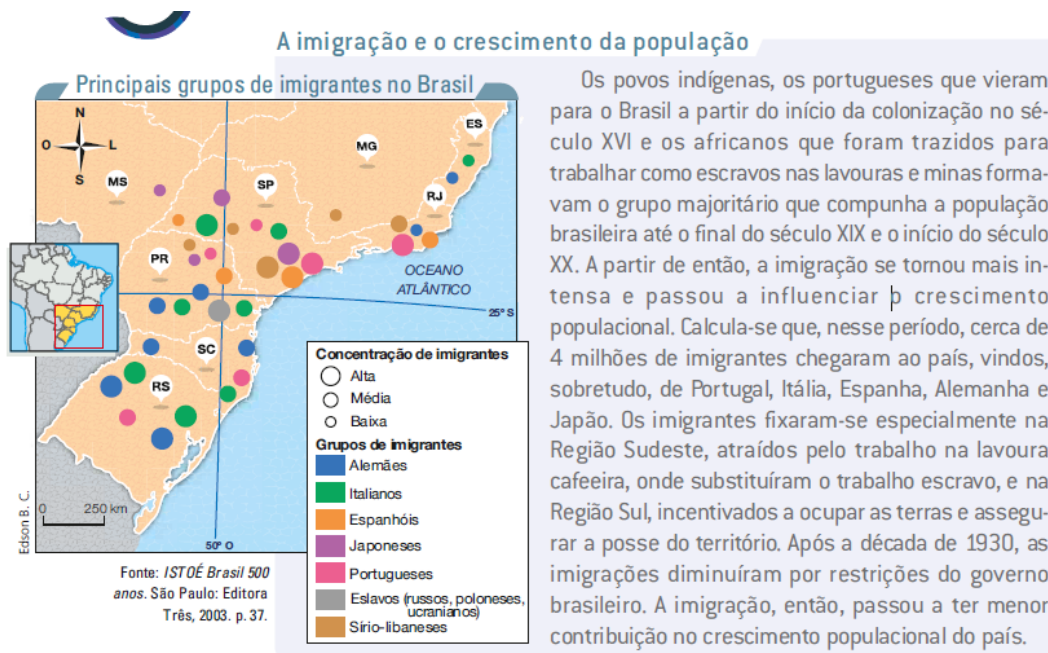 A imigração e o crescimento da população
Principais grupos de imigrantes no Brasil
N
O
L
S
ES
MG
MS
SP
RJ
PR
OCEANO
ATLÂNTICO
25º S
SC
RS
Concentração de imigrantes
Alta
Média
Baixa
Grupos de imigrantes
Alemães
Italianos
Espanhóis
Japoneses
Portugueses
Eslavos (russos, poloneses,
ucranianos)
Sírio-libaneses
0 250 km
50º O
Edson B. C.
Fonte: ISTOÉ Brasil 500
anos. São Paulo: Editora
Três, 2003. p. 37.
Os povos indígenas, os portugueses que vieram
para o Brasil a partir do início da colonização no sé-
culo XVI e os africanos que foram trazidos para
trabalhar como escravos nas lavouras e minas forma-
vam o grupo majoritário que compunha a população
brasileira até o final do século XIX e o início do século
XX. A partir de então, a imigração se tornou mais in-
tensa e passou a influenciar o crescimento
populacional. Calcula-se que, nesse período, cerca de
4 milhões de imigrantes chegaram ao país, vindos,
sobretudo, de Portugal, Itália, Espanha, Alemanha e
Japão. Os imigrantes fixaram-se especialmente na
Região Sudeste, atraídos pelo trabalho na lavoura
cafeeira, onde substituíram o trabalho escravo, e na
Região Sul, incentivados a ocupar as terras e assegu-
rar a posse do território. Após a década de 1930, as
imigrações diminuíram por restrições do governo
brasileiro. A imigração, então, passou a ter menor
contribuição no crescimento populacional do país.